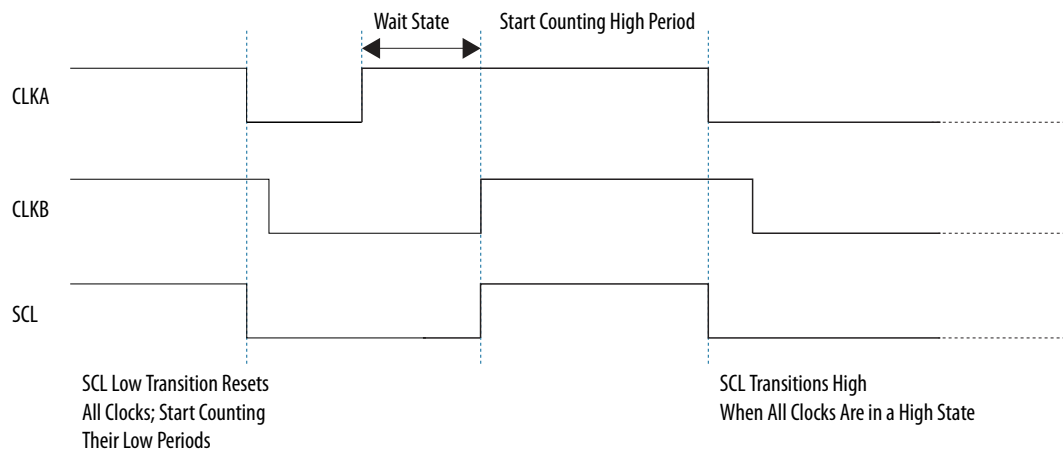 Wait State
Start Counting High Period
CLKA
CLKB
SCL
SCL Low Transition Resets
All Clocks; Start Counting
Their Low Periods
SCL Transitions High
When All Clocks Are in a High State